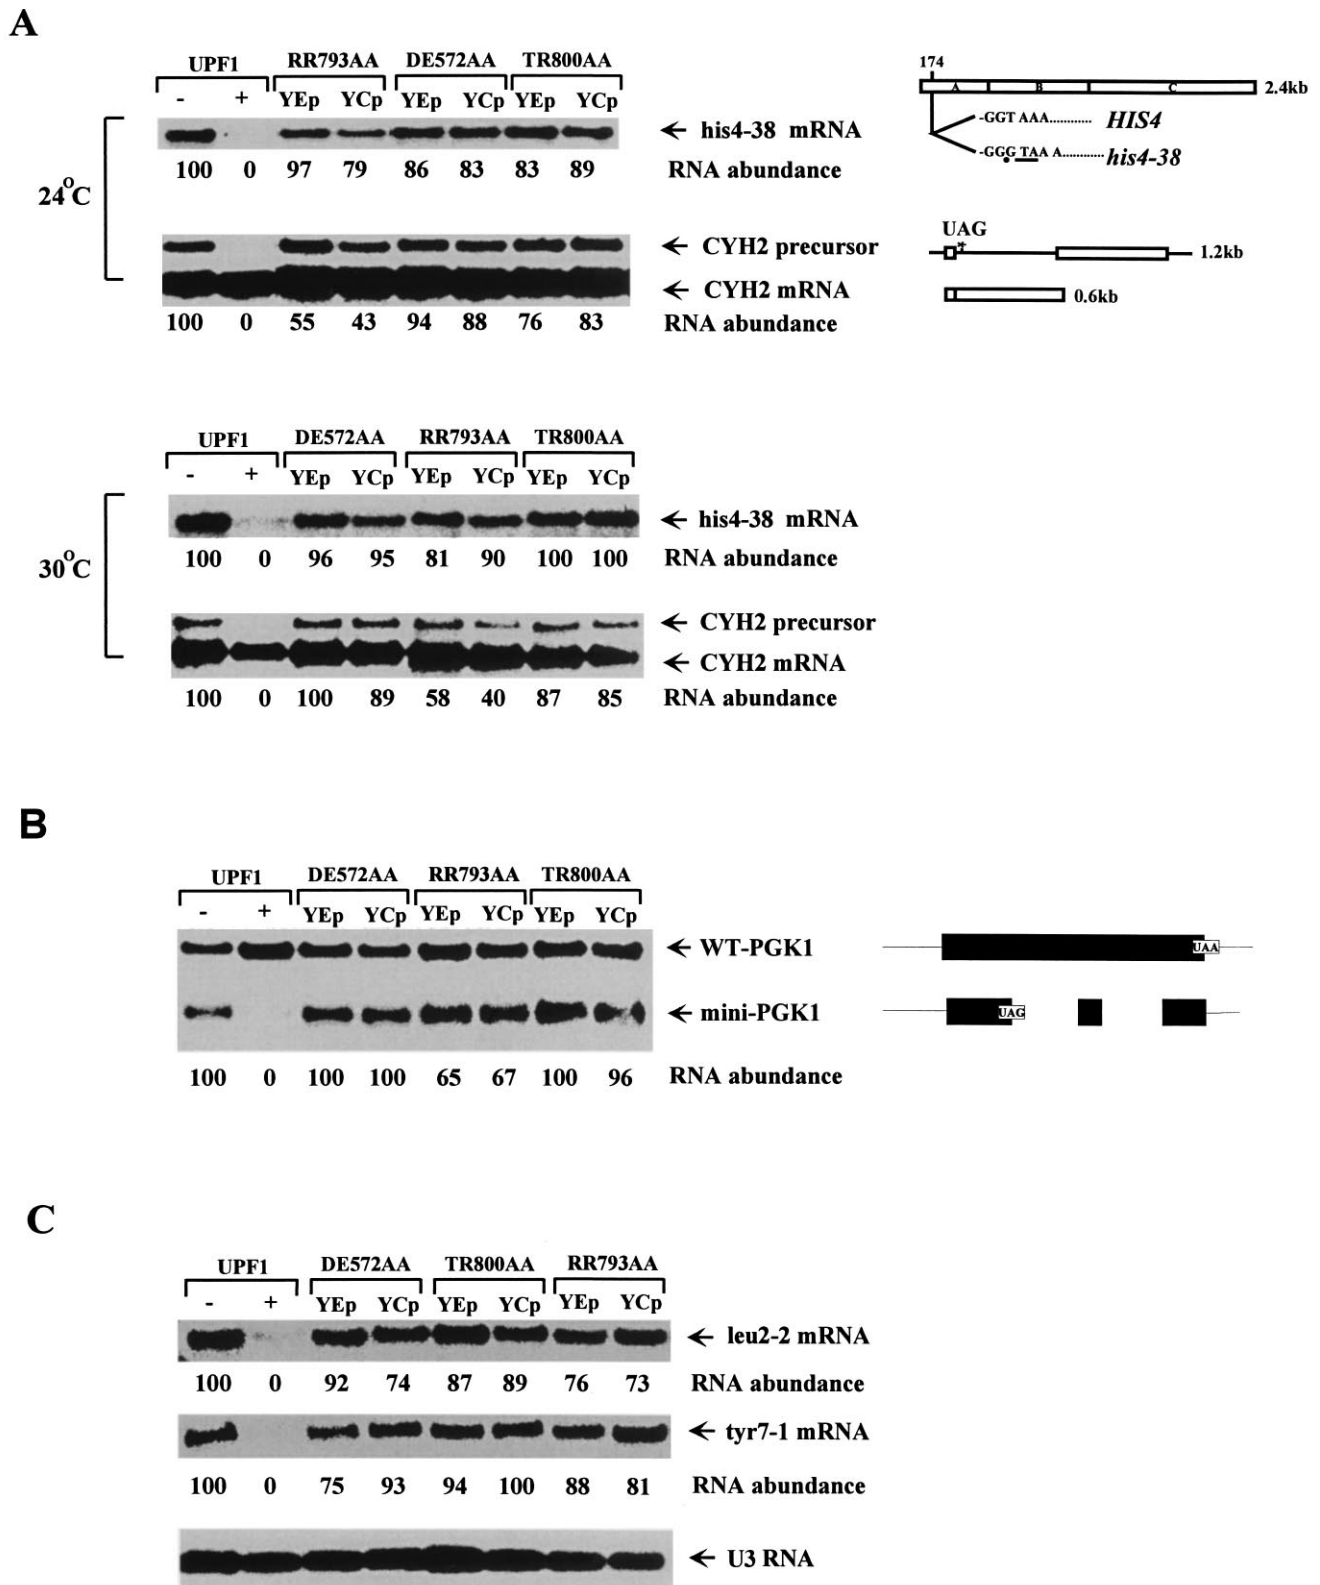 A
UPF1 RR793AA DE572AA TR800AA
- + YEp YCp YEp YCp YEp YCp
24°C
his4-38 mRNA
100 0 97 79 86 83 83 89 RNA abundance
CYH2 precursor
CYH2 mRNA
100 0 55 43 94 88 76 83 RNA abundance
174
A B C 2.4kb
-GGT AAA........... HIS4
-GGG TAA A............ his4-38
UAG
* 1.2kb
0.6kb
UPF1 DE572AA RR793AA TR800AA
- + YEp YCp YEp YCp YEp YCp
30°C
his4-38 mRNA
100 0 96 95 81 90 100 100 RNA abundance
CYH2 precursor
CYH2 mRNA
100 0 100 89 58 40 87 85 RNA abundance
B
UPF1 DE572AA RR793AA TR800AA
- + YEp YCp YEp YCp YEp YCp
WT-PGK1 UAA
mini-PGK1 UAG
100 0 100 100 65 67 100 96 RNA abundance
C
UPF1 DE572AA TR800AA RR793AA
- + YEp YCp YEp YCp YEp YCp
leu2-2 mRNA
100 0 92 74 87 89 76 73 RNA abundance
tyr7-1 mRNA
100 0 75 93 94 100 88 81 RNA abundance
U3 RNA